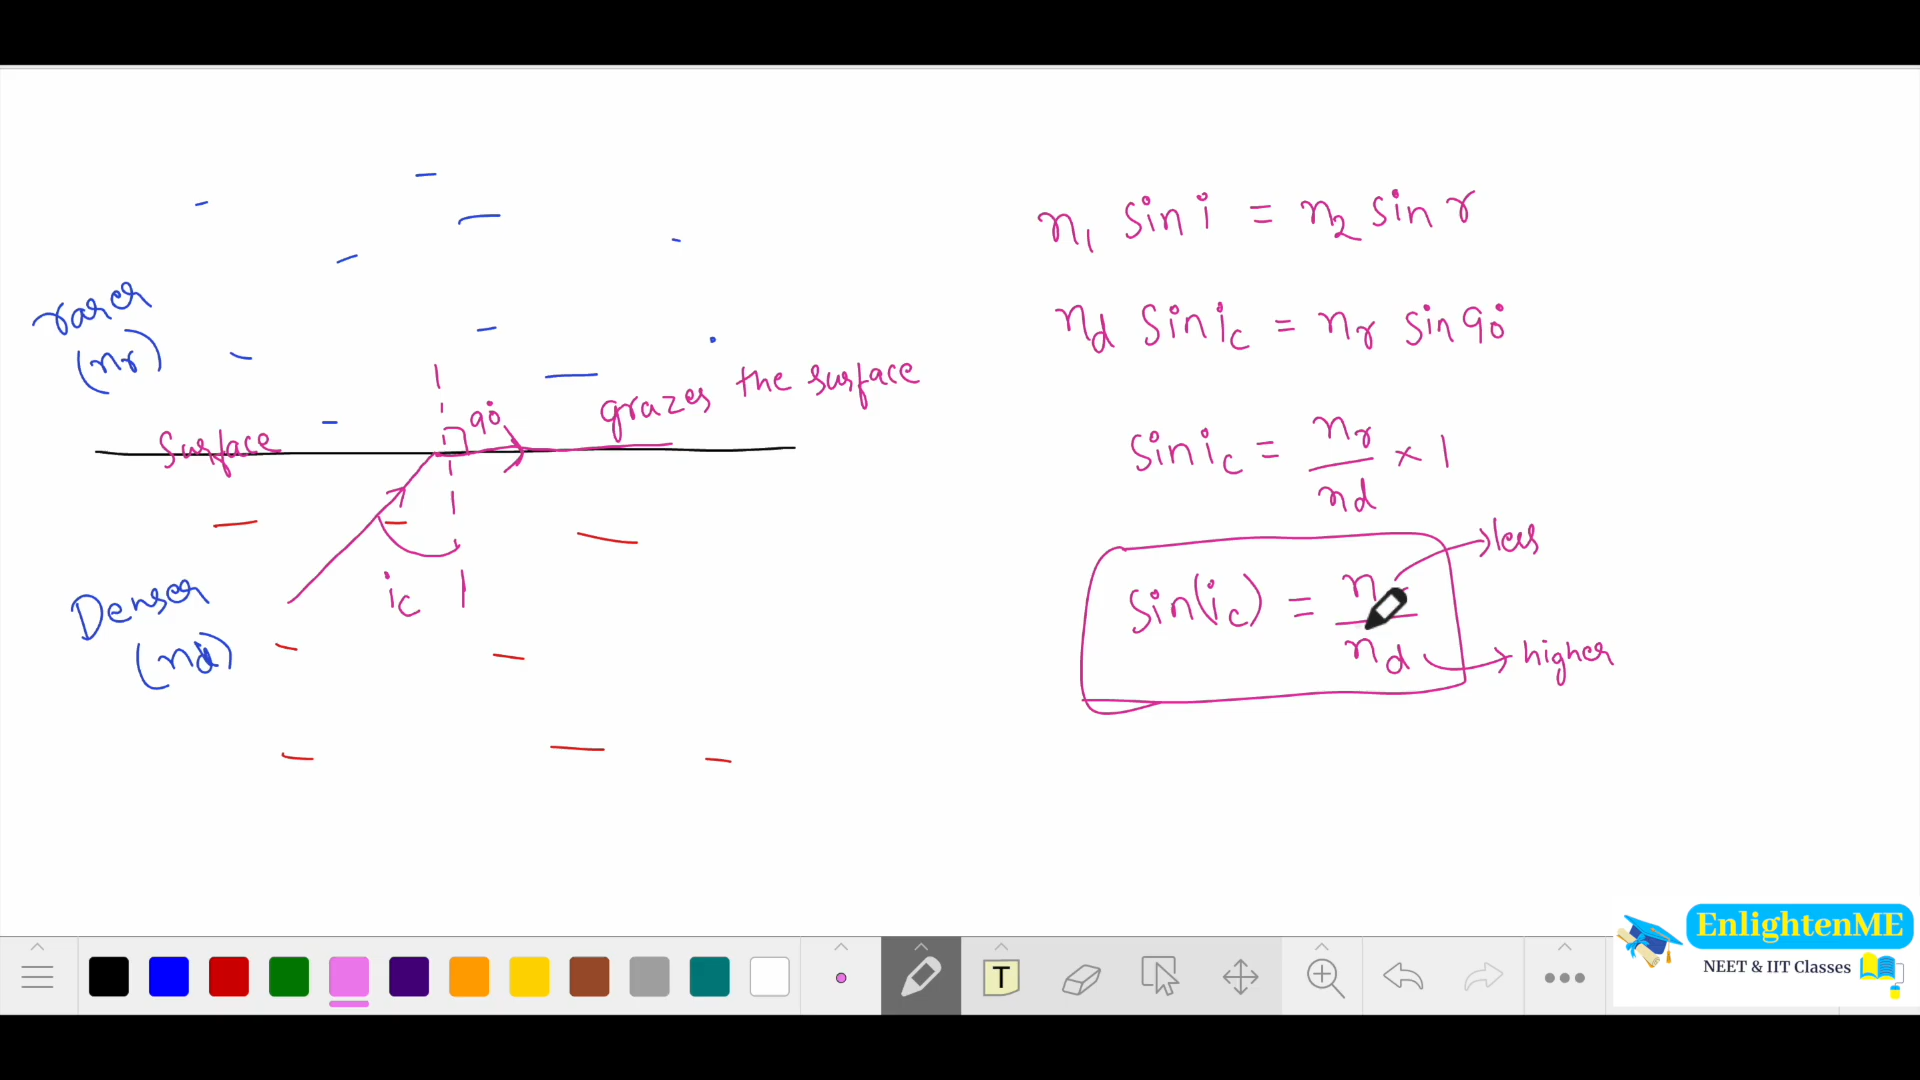 rarer
(nr)
surface
90°
grazes the surface
ic
Denser
(nd)
n1 sin i = n2 sin r
nd sin ic = nr sin 90°
sin ic = nr/nd × 1
sin(ic) = nr/nd
less
higher
T
EnlightenME
NEET & IIT Classes